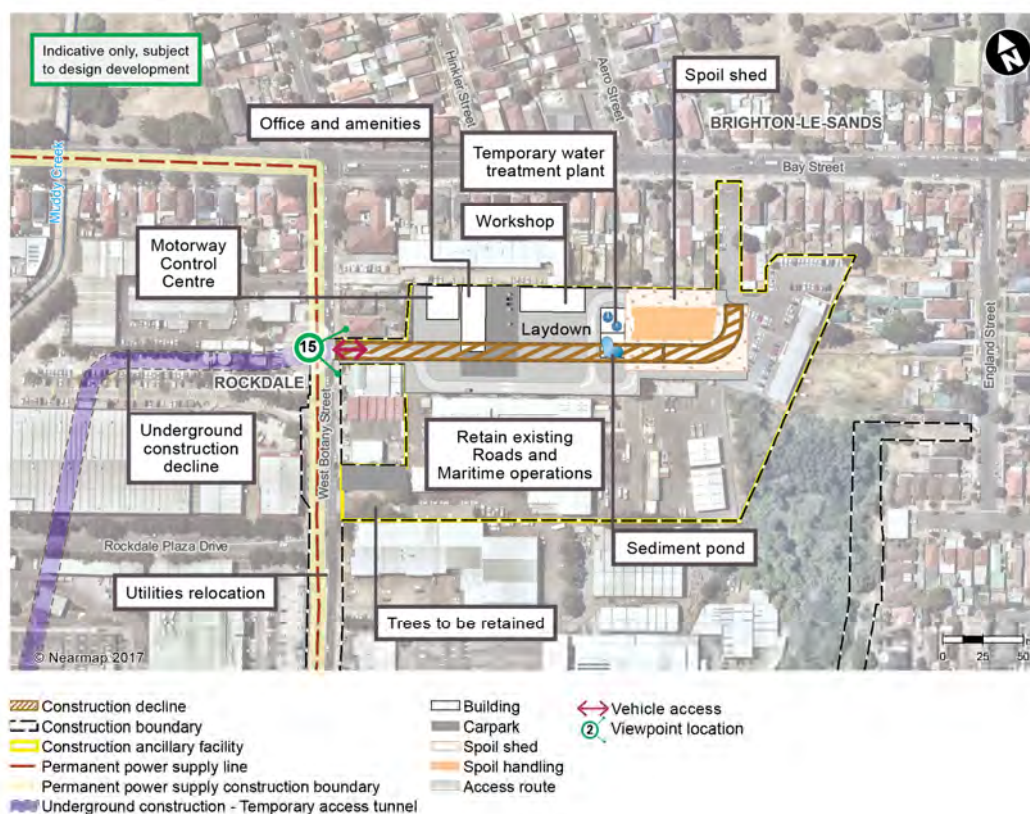 Indicative only, subject
to design development
N
Hinkler Street
Aero Street
Spoil shed
Office and amenities
BRIGHTON-LE-SANDS
Temporary water
treatment plant
Bay Street
Muddy Creek
Workshop
Motorway
Control
Centre
Laydown
15
ROCKDALE
England Street
Underground
construction
decline
West Botany Street
Retain existing
Roads and
Maritime operations
Rockdale Plaza Drive
Sediment pond
Utilities relocation
Trees to be retained
© Nearmap 2017
0 25 50
Construction decline
Construction boundary
Construction ancillary facility
Permanent power supply line
Permanent power supply construction boundary
Underground construction - Temporary access tunnel
Building
Carpark
Spoil shed
Spoil handling
Access route
Vehicle access
2 Viewpoint location